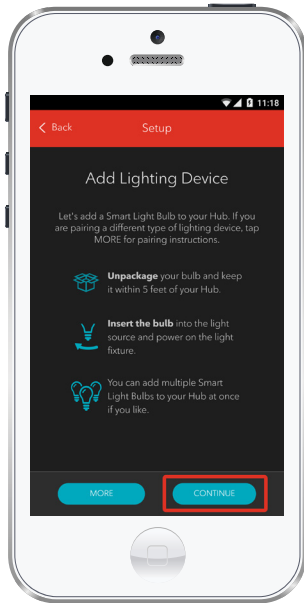 11:18
Back
Setup
Add Lighting Device
Let's add a Smart Light Bulb to your Hub. If you
are pairing a different type of lighting device, tap
MORE for pairing instructions.
Unpackage your bulb and keep
it within 5 feet of your Hub.
Insert the bulb into the light
source and power on the light
fixture.
You can add multiple Smart
Light Bulbs to your Hub at once
if you like.
MORE
CONTINUE